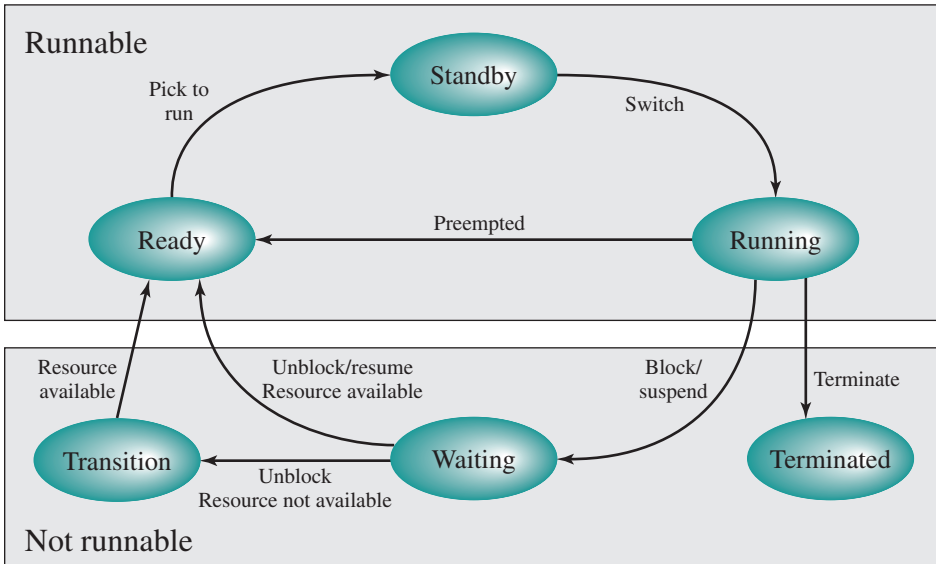 Runnable
Standby
Pick to
run
Switch
Ready
Preempted
Running
Resource
available
Unblock/resume
Resource available
Block/
suspend
Terminate
Transition
Unblock
Resource not available
Waiting
Terminated
Not runnable